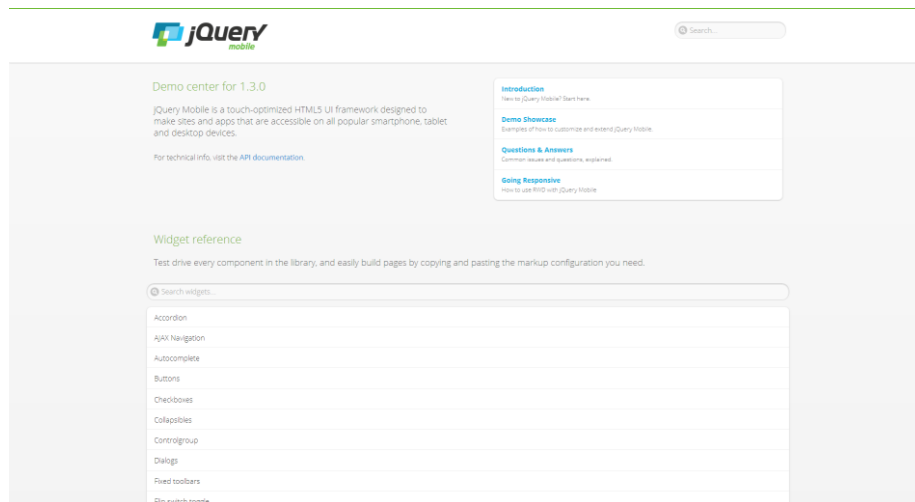 jQuery
mobile
Search...
Demo center for 1.3.0
jQuery Mobile is a touch-optimized HTML5 UI framework designed to
make sites and apps that are accessible on all popular smartphone, tablet
and desktop devices.
For technical info, visit the API documentation.
Introduction
New to jQuery Mobile? Start here.
Demo Showcase
Examples of how to customize and extend jQuery Mobile
Questions & Answers
Common issues and questions, explained.
Going Responsive
How to use RWD with jQuery Mobile
Widget reference
Test drive every component in the library, and easily build pages by copying and pasting the markup configuration you need.
Search widgets...
Accordion
AJAX Navigation
Autocomplete
Buttons
Checkboxes
Collapsibles
Controlgroup
Dialogs
Fixed toolbars
Flip switch toggle